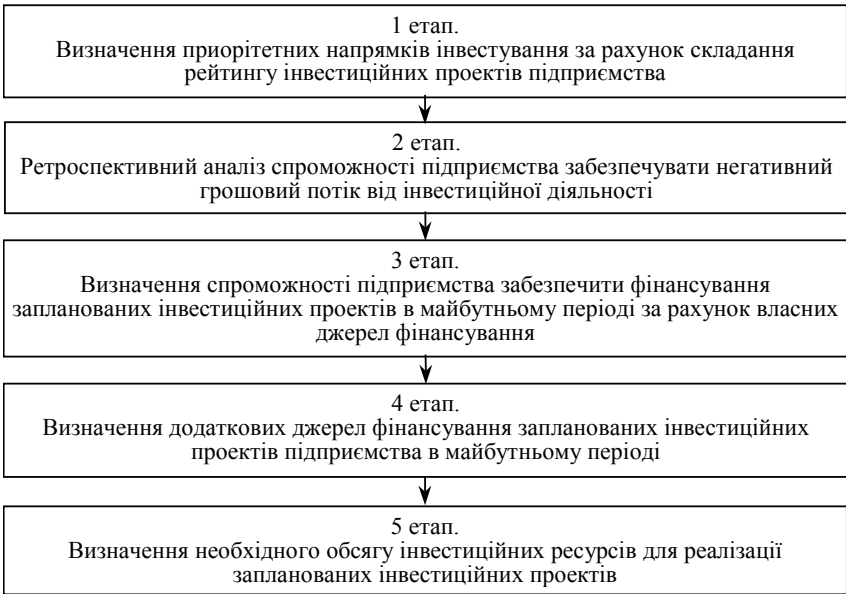 1 етап.
Визначення приорітетних напрямків інвестування за рахунок складання
рейтингу інвестиційних проектів підприємства
2 етап.
Ретроспективний аналіз спроможності підприємства забезпечувати негативний
грошовий потік від інвестиційної діяльності
3 етап.
Визначення спроможності підприємства забезпечити фінансування
запланованих інвестиційних проектів в майбутньому періоді за рахунок власних
джерел фінансування
4 етап.
Визначення додаткових джерел фінансування запланованих інвестиційних
проектів підприємства в майбутньому періоді
5 етап.
Визначення необхідного обсягу інвестиційних ресурсів для реалізації
запланованих інвестиційних проектів